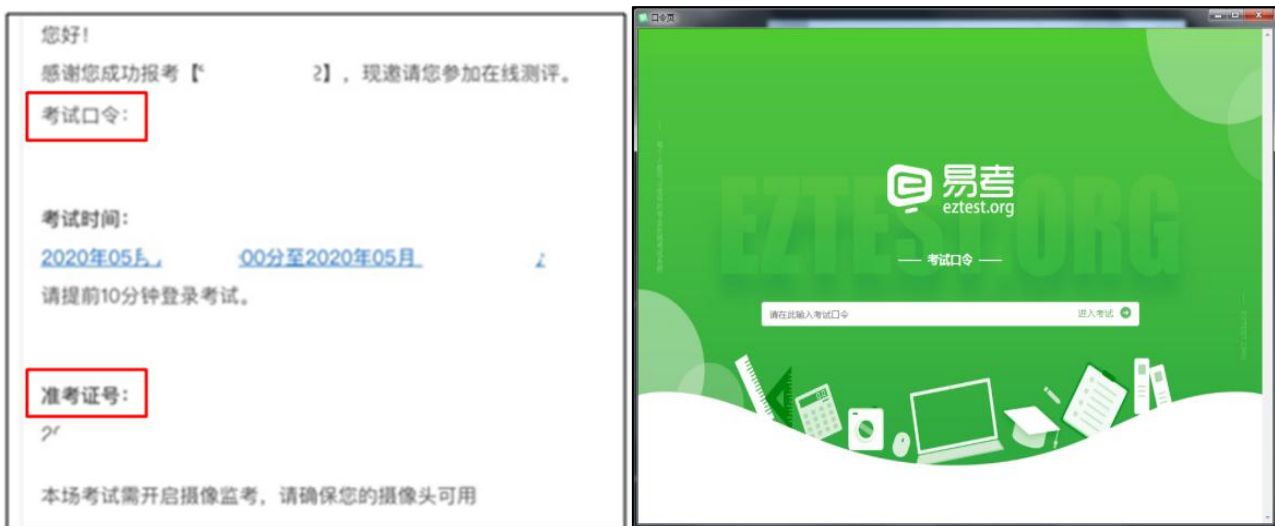 您好!
感谢您成功报考【 】,现邀请您参加在线测评。
考试口令:
考试时间:
2020年05月 00分至2020年05月
请提前10分钟登录考试。
准考证号:
本场考试需开启摄像监考,请确保您的摄像头可用
口令页
易考
eztest.org
EZTEST.ORG
考试口令
请在此输入考试口令
进入考试